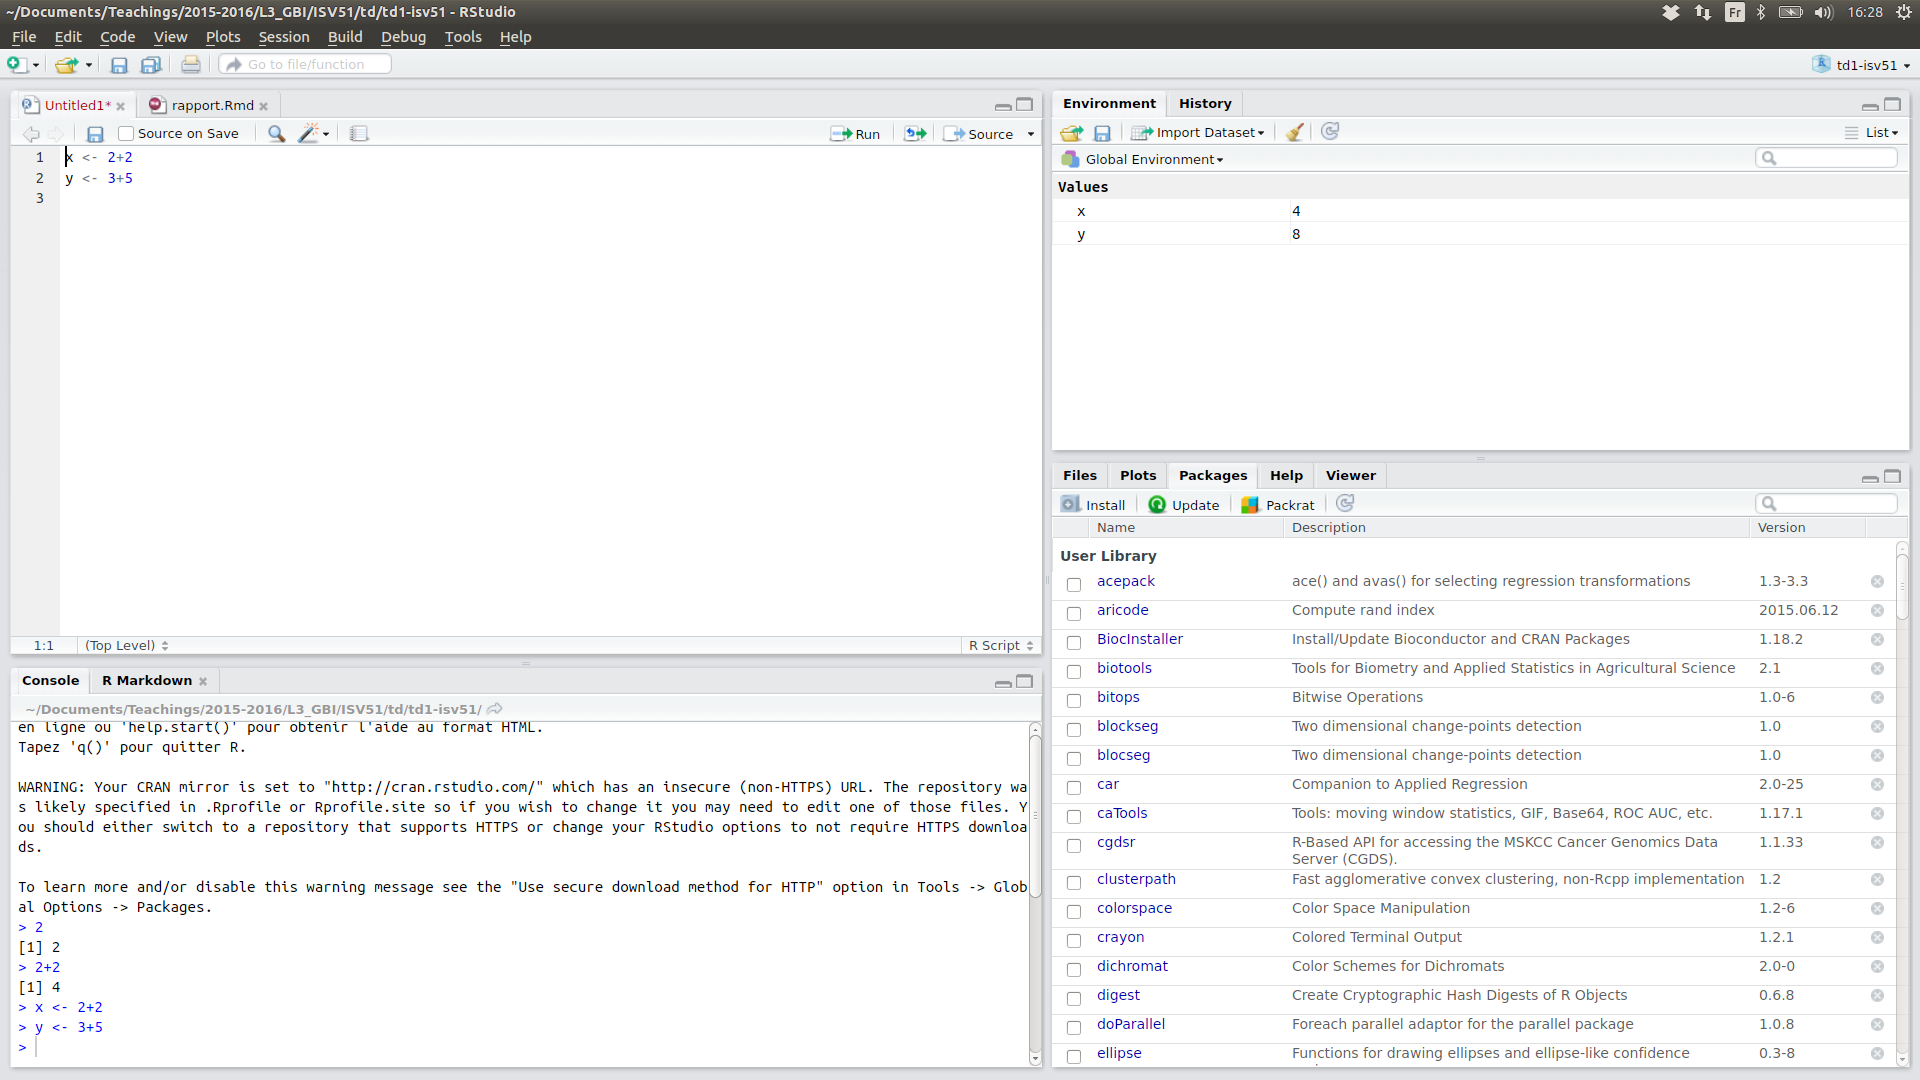 ~/Documents/Teachings/2015-2016/L3_GBI/ISV51/td/td1-isv51 - RStudio
Fr
16:28
File Edit Code View Plots Session Build Debug Tools Help
Go to file/function
td1-isv51
Untitled1*
rapport.Rmd
Source on Save
Run
Source
1 x <- 2+2
2 y <- 3+5
3
1:1
(Top Level)
R Script
Console
R Markdown
~/Documents/Teachings/2015-2016/L3_GBI/ISV51/td/td1-isv51/
en ligne ou 'help.start()' pour obtenir l'aide au format HTML.
Tapez 'q()' pour quitter R.
WARNING: Your CRAN mirror is set to "http://cran.rstudio.com/" which has an insecure (non-HTTPS) URL. The repository wa
s likely specified in .Rprofile or Rprofile.site so if you wish to change it you may need to edit one of those files. Y
ou should either switch to a repository that supports HTTPS or change your RStudio options to not require HTTPS downloa
ds.
To learn more and/or disable this warning message see the "Use secure download method for HTTP" option in Tools -> Glob
al Options -> Packages.
> 2
[1] 2
> 2+2
[1] 4
> x <- 2+2
> y <- 3+5
>
Environment History
Import Dataset
List
Global Environment
Values
x 4
y 8
Files Plots Packages Help Viewer
Install Update Packrat
Name Description Version
User Library
acepack ace() and avas() for selecting regression transformations 1.3-3.3
aricode Compute rand index 2015.06.12
BiocInstaller Install/Update Bioconductor and CRAN Packages 1.18.2
biotools Tools for Biometry and Applied Statistics in Agricultural Science 2.1
bitops Bitwise Operations 1.0-6
blockseg Two dimensional change-points detection 1.0
blocseg Two dimensional change-points detection 1.0
car Companion to Applied Regression 2.0-25
caTools Tools: moving window statistics, GIF, Base64, ROC AUC, etc. 1.17.1
cgdsr R-Based API for accessing the MSKCC Cancer Genomics Data 1.1.33
Server (CGDS).
clusterpath Fast agglomerative convex clustering, non-Rcpp implementation 1.2
colorspace Color Space Manipulation 1.2-6
crayon Colored Terminal Output 1.2.1
dichromat Color Schemes for Dichromats 2.0-0
digest Create Cryptographic Hash Digests of R Objects 0.6.8
doParallel Foreach parallel adaptor for the parallel package 1.0.8
ellipse Functions for drawing ellipses and ellipse-like confidence 0.3-8